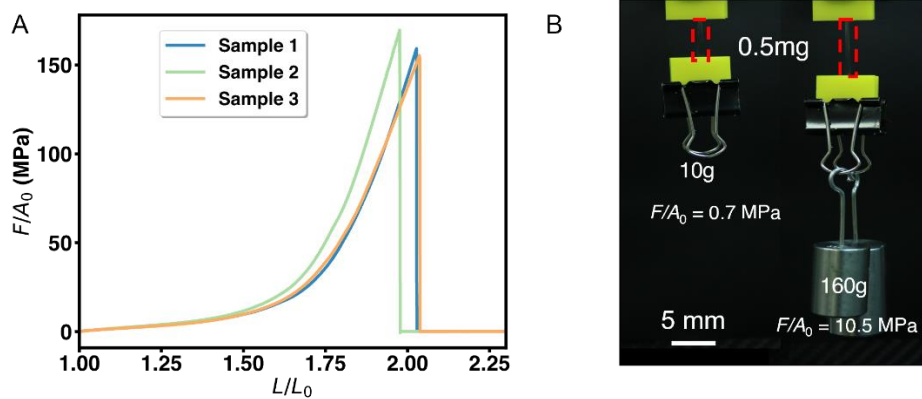 A
Sample 1
Sample 2
Sample 3
F/A₀ (MPa)
150
100
50
0
1.00 1.25 1.50 1.75 2.00 2.25
L/L₀
B
0.5mg
10g
F/A₀ = 0.7 MPa
160g
F/A₀ = 10.5 MPa
5 mm